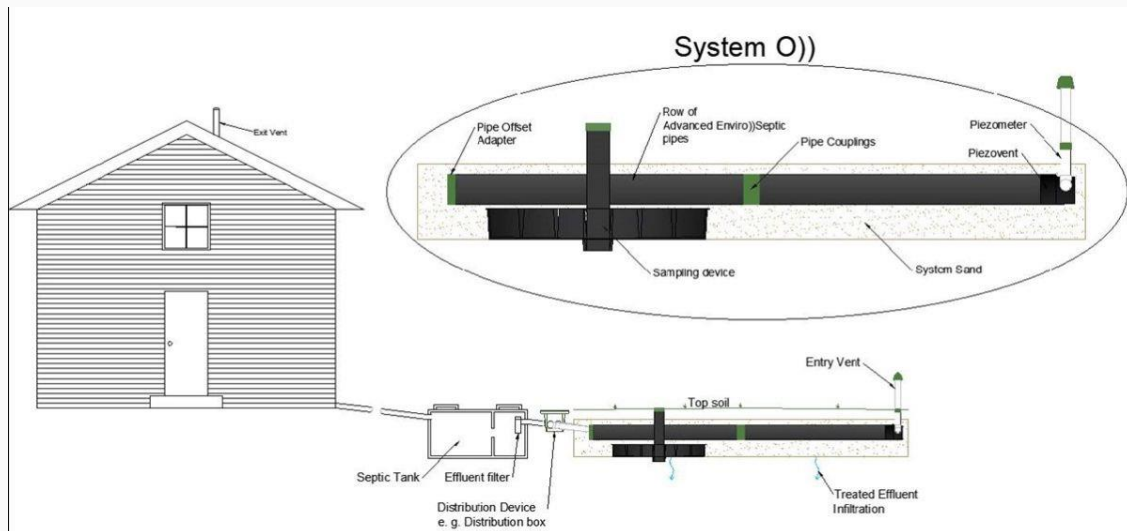 System O))
Exit Vent
Pipe Offset
Adapter
Row of
Advanced Enviro))Septic
pipes
Pipe Couplings
Piezometer
Piezovent
Sampling device
System Sand
Entry Vent
Top soil
Septic Tank
Effluent filter
Distribution Device
e. g. Distribution box
Treated Effluent
Infiltration